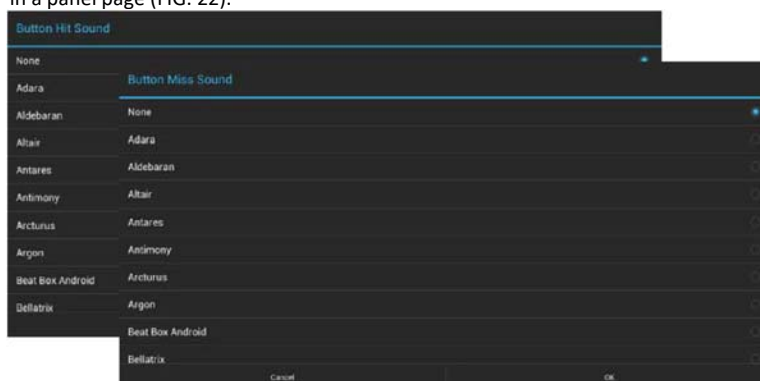 in a panel page (FIG. 22).
Button Hit Sound
None
Adara
Aldebaran
Altair
Antares
Antimony
Arcturus
Argon
Beat Box Android
Bellatrix
Button Miss Sound
None
Adara
Aldebaran
Altair
Antares
Antimony
Arcturus
Argon
Beat Box Android
Bellatrix
Cancel
OK